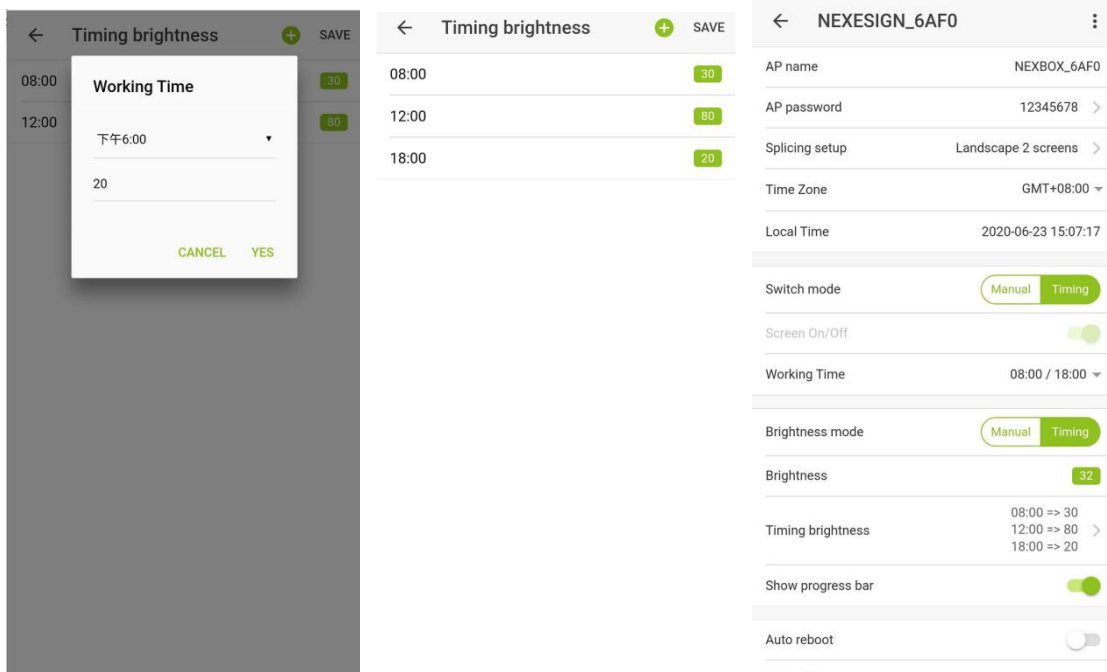 Timing brightness SAVE
08:00 30
12:00 80
Working Time
下午6:00
20
CANCEL YES
Timing brightness SAVE
08:00 30
12:00 80
18:00 20
NEXESIGN_6AF0
AP name NEXBOX_6AF0
AP password 12345678
Splicing setup Landscape 2 screens
Time Zone GMT+08:00
Local Time 2020-06-23 15:07:17
Switch mode Manual Timing
Screen On/Off
Working Time 08:00 / 18:00
Brightness mode Manual Timing
Brightness 32
Timing brightness
08:00 => 30
12:00 => 80
18:00 => 20
Show progress bar
Auto reboot